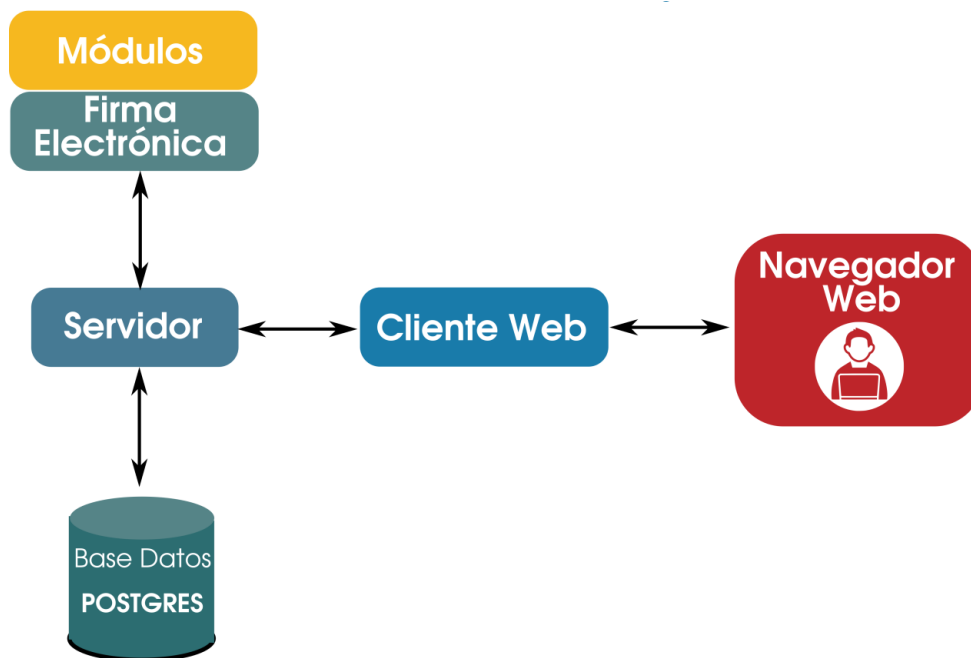 Módulos
Firma
Electrónica
Servidor
Cliente Web
Navegador
Web
Base Datos
POSTGRES